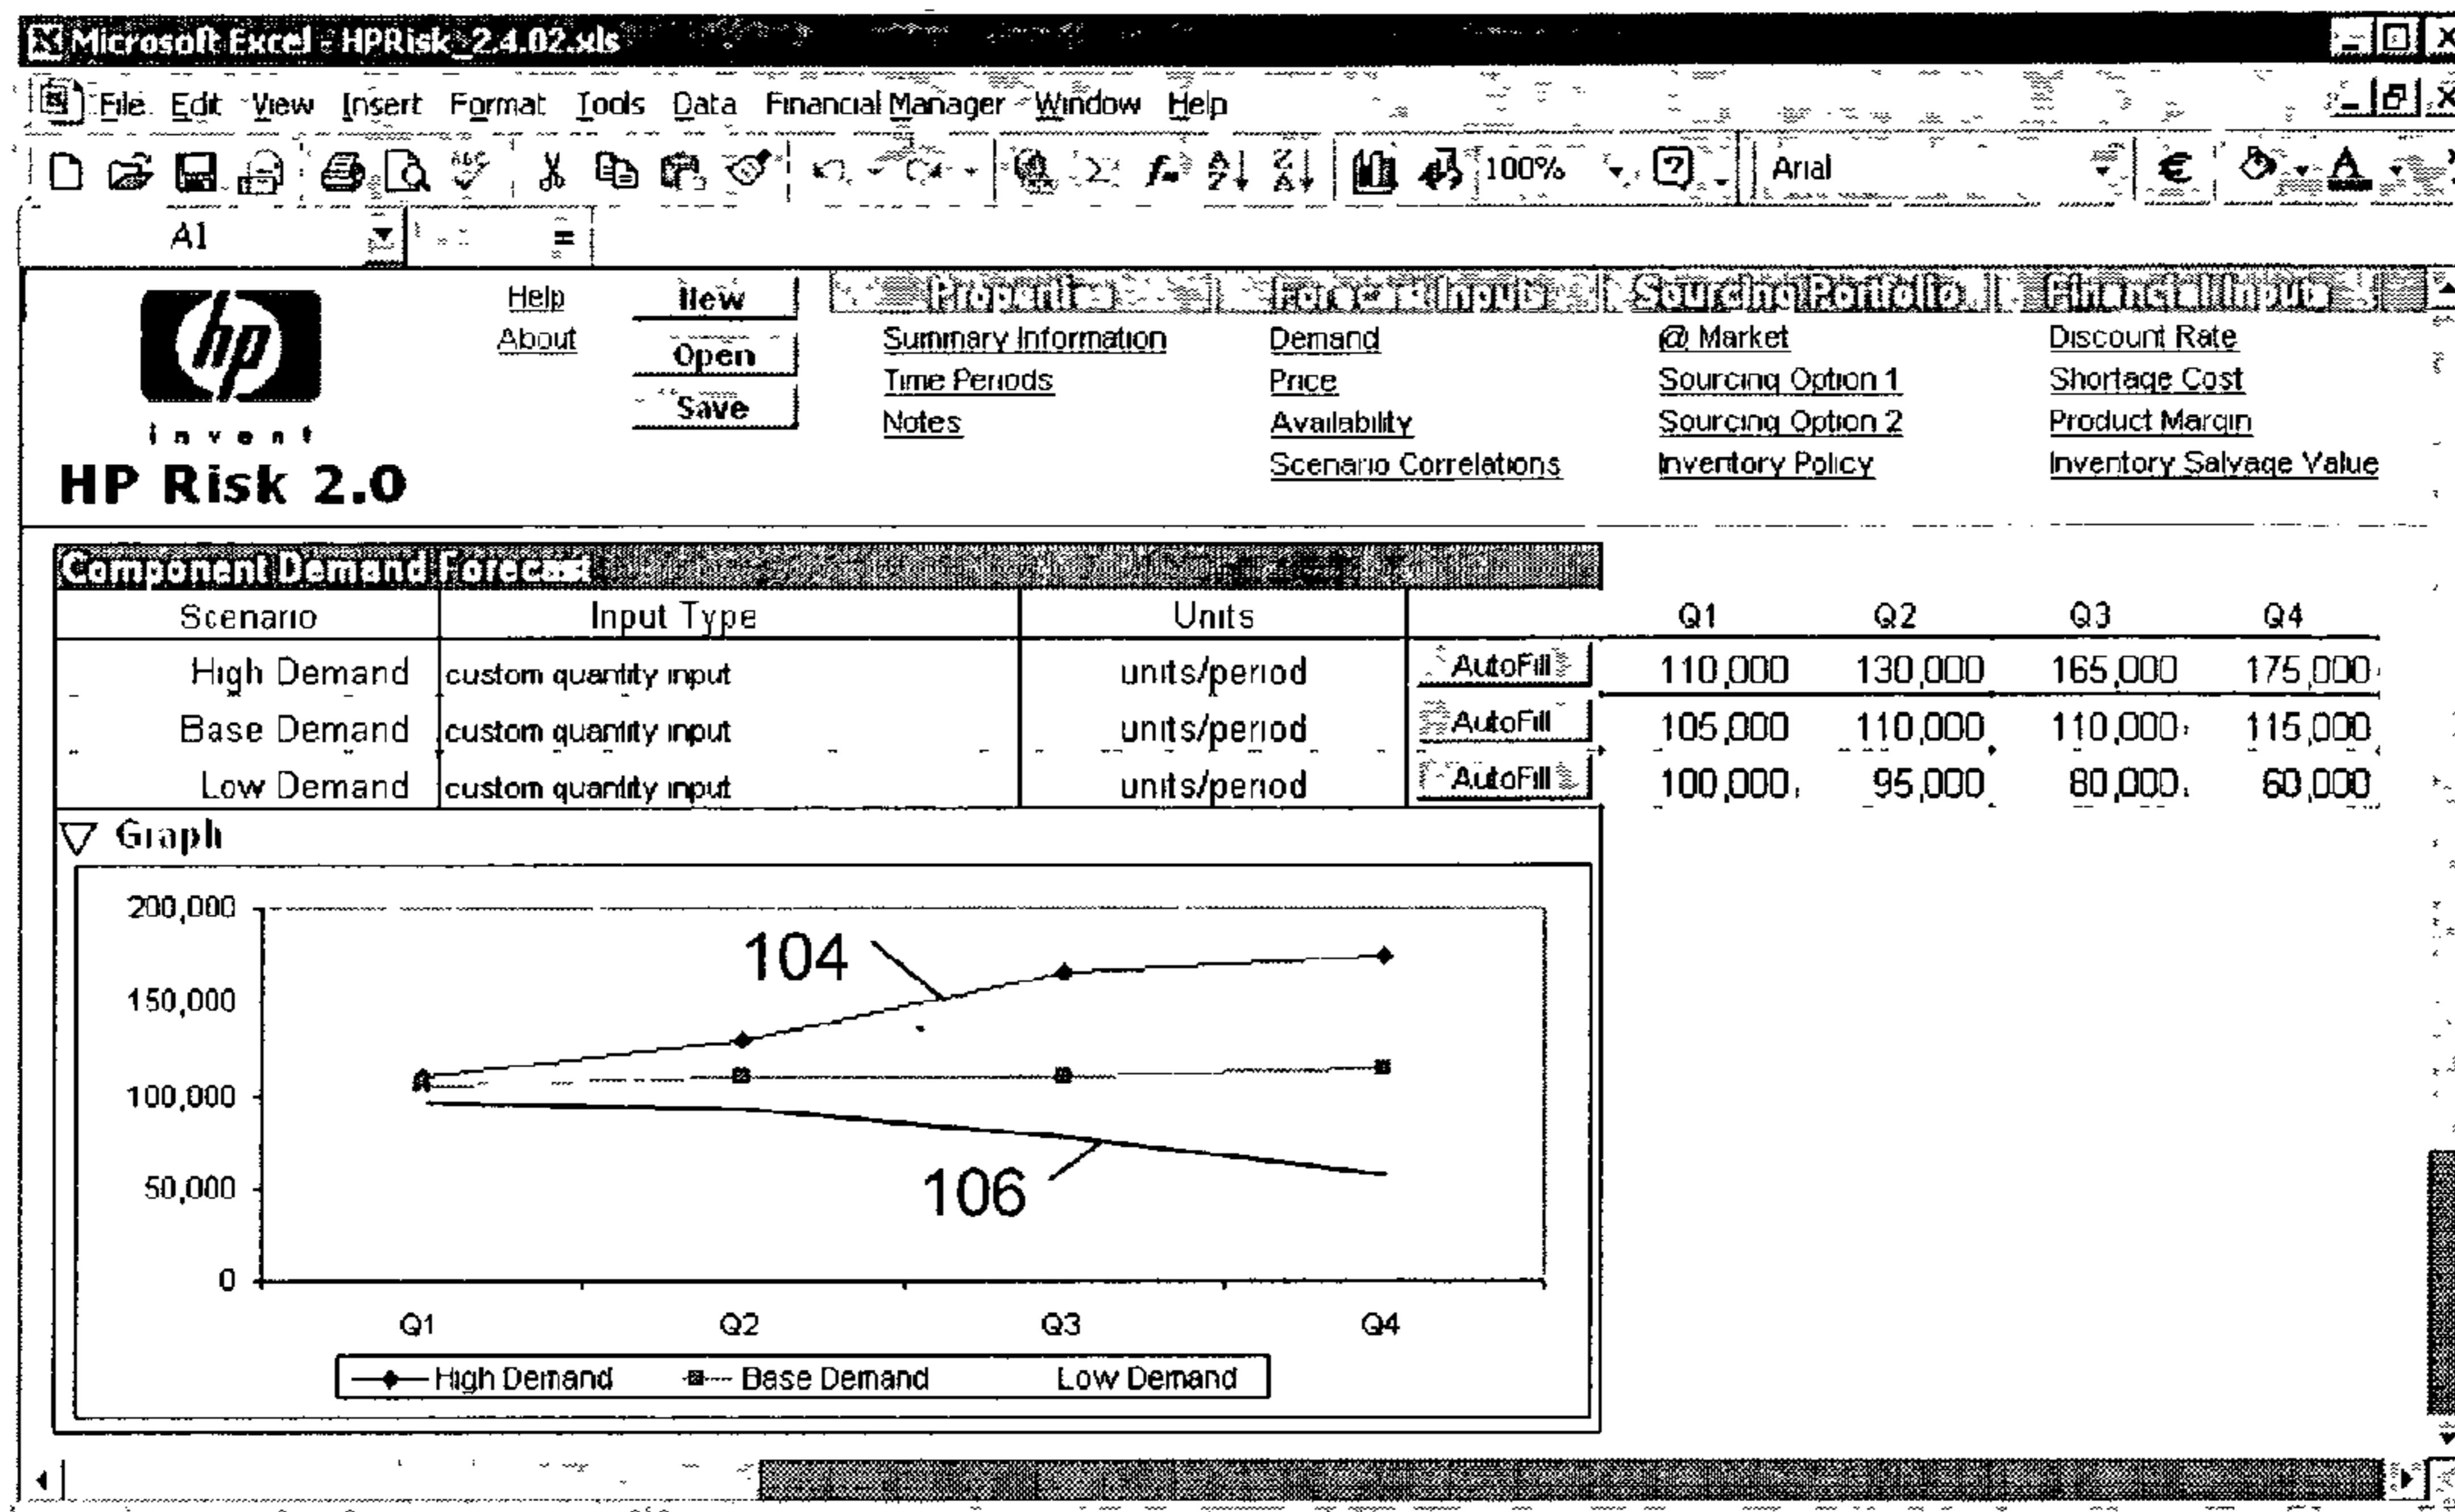 Microsoft Excel - HPRisk_2.4.02.xls
File Edit View Insert Format Tools Data Financial Manager Window Help
100% Arial
A1 =
Help New Properties Forecast Inputs Sourcing Portfolio Financial Inputs
About Open Summary Information Demand @ Market Discount Rate
Save Time Periods Price Sourcing Option 1 Shortage Cost
hp Notes Availability Sourcing Option 2 Product Margin
invent Scenario Correlations Inventory Policy Inventory Salvage Value
HP Risk 2.0
Component Demand Forecast
Scenario Input Type Units Q1 Q2 Q3 Q4
High Demand custom quantity input units/period AutoFill 110,000 130,000 165,000 175,000
Base Demand custom quantity input units/period AutoFill 105,000 110,000 110,000 115,000
Low Demand custom quantity input units/period AutoFill 100,000 95,000 80,000 60,000
Graph
200,000
104
150,000
100,000
50,000
106
0
Q1 Q2 Q3 Q4
High Demand Base Demand Low Demand